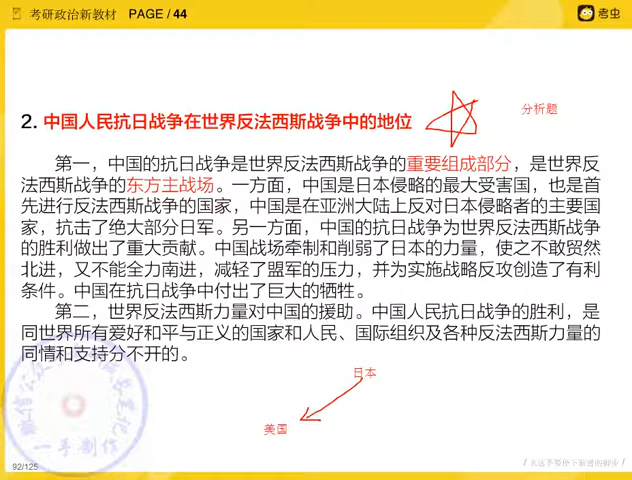 考研政治新教材 PAGE / 44
考虫
2. 中国人民抗日战争在世界反法西斯战争中的地位
分析题
第一，中国的抗日战争是世界反法西斯战争的重要组成部分，是世界反
法西斯战争的东方主战场。一方面，中国是日本侵略的最大受害国，也是首
先进行反法西斯战争的国家，中国是在亚洲大陆上反对日本侵略者的主要国
家，抗击了绝大部分日军。另一方面，中国的抗日战争为世界反法西斯战争
的胜利做出了重大贡献。中国战场牵制和削弱了日本的力量，使之不敢贸然
北进，又不能全力南进，减轻了盟军的压力，并为实施战略反攻创造了有利
条件。中国在抗日战争中付出了巨大的牺牲。
第二，世界反法西斯力量对中国的援助。中国人民抗日战争的胜利，是
同世界所有爱好和平与正义的国家和人民、国际组织及各种反法西斯力量的
同情和支持分不开的。
日本
美国
一手制作
92/125